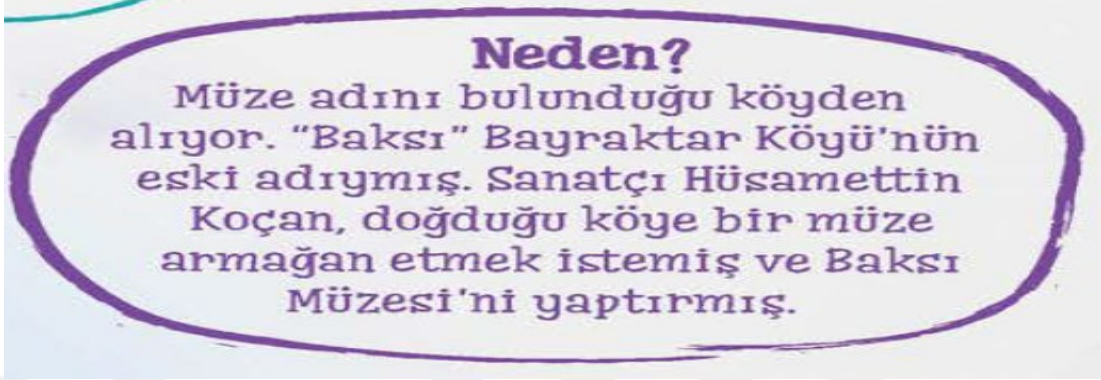 Neden?
Müze adını bulunduğu köyden
alıyor. “Baksı” Bayraktar Köyü'nün
eski adıymış. Sanatçı Hüsamettin
Koçan, doğduğu köye bir müze
armağan etmek istemiş ve Baksı
Müzesi'ni yaptırmış.